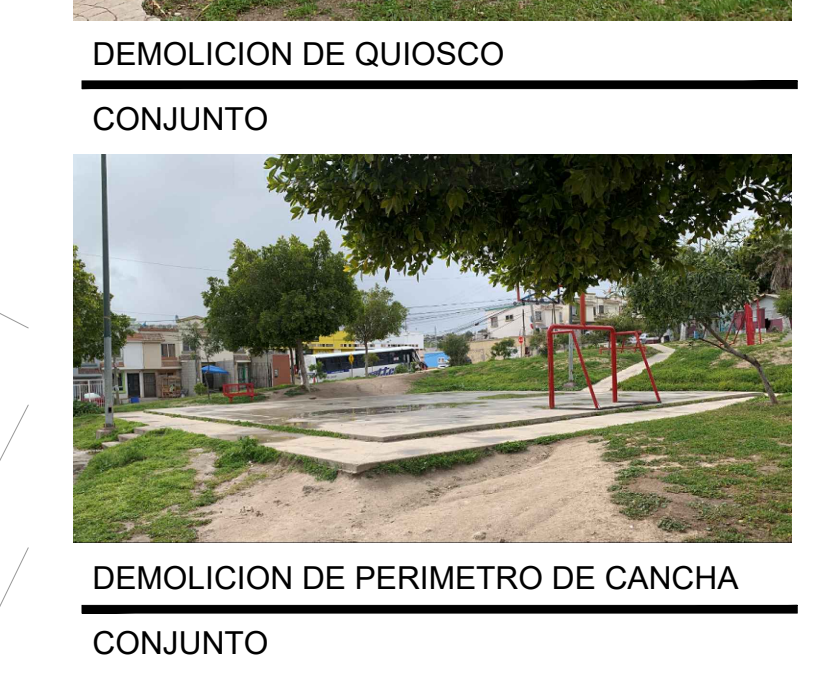 DEMOLICION DE QUIOSCO
CONJUNTO
DEMOLICION DE PERIMETRO DE CANCHA
CONJUNTO